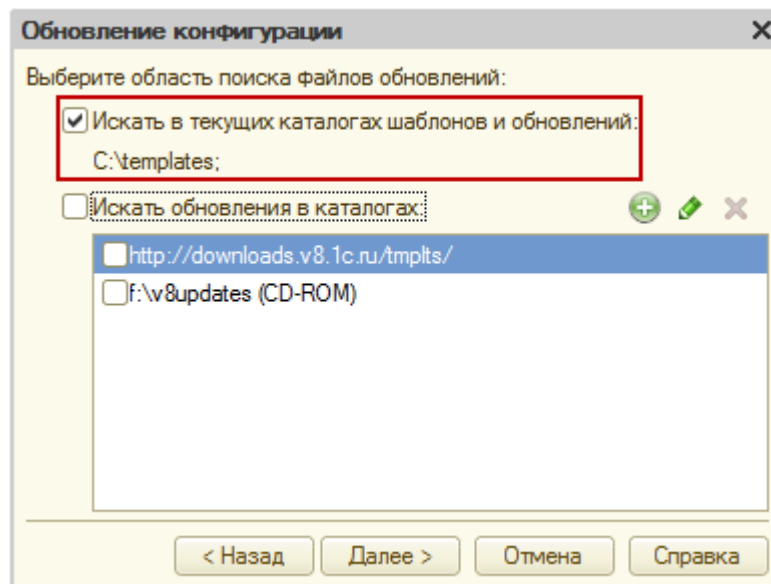 Обновление конфигурации
Выберите область поиска файлов обновлений:
Искать в текущих каталогах шаблонов и обновлений:
C:\templates;
Искать обновления в каталогах:
http://downloads.v8.1c.ru/tmplts/
f:\v8updates (CD-ROM)
< Назад Далее > Отмена Справка